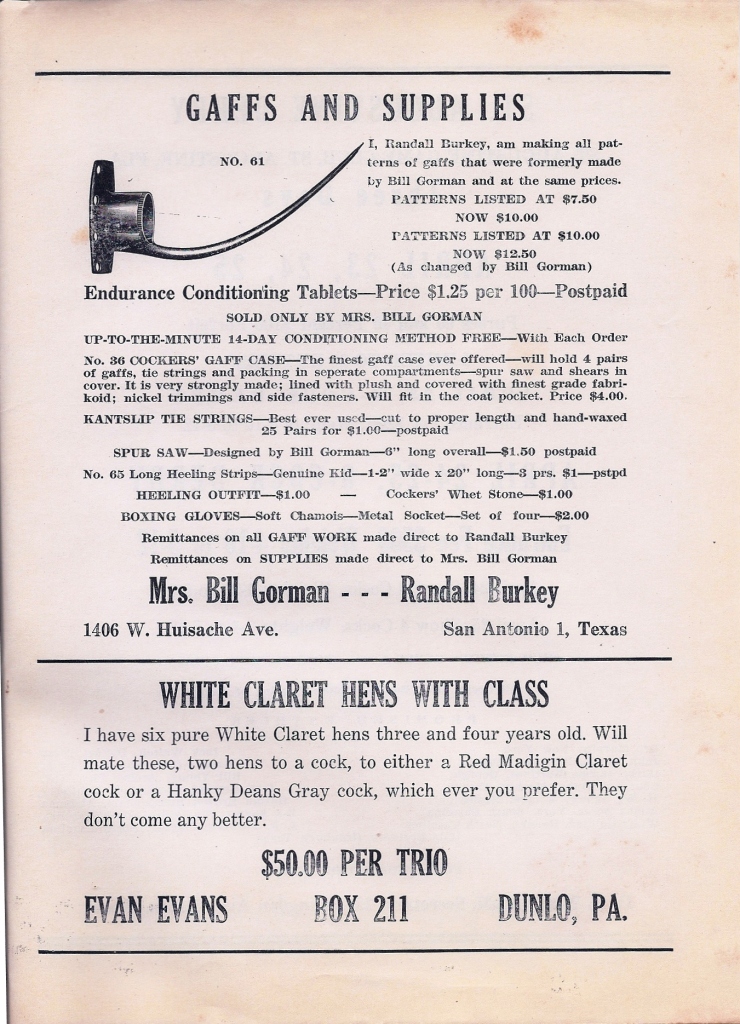 GAFFS AND SUPPLIES
NO. 61
I, Randall Burkey, am making all pat-
terns of gaffs that were formerly made
by Bill Gorman and at the same prices.
PATTERNS LISTED AT $7.50
NOW $10.00
PATTERNS LISTED AT $10.00
NOW $12.50
(As changed by Bill Gorman)
Endurance Conditioning Tablets—Price $1.25 per 100—Postpaid
SOLD ONLY BY MRS. BILL GORMAN
UP-TO-THE-MINUTE 14-DAY CONDITIONING METHOD FREE—With Each Order
No. 36 COCKERS' GAFF CASE—The finest gaff case ever offered—will hold 4 pairs
of gaffs, tie strings and packing in seperate compartments—spur saw and shears in
cover. It is very strongly made; lined with plush and covered with finest grade fabri-
koid; nickel trimmings and side fasteners. Will fit in the coat pocket. Price $4.00.
KANTSLIP TIE STRINGS—Best ever used—cut to proper length and hand-waxed
25 Pairs for $1.00—postpaid
SPUR SAW—Designed by Bill Gorman—6" long overall—$1.50 postpaid
No. 65 Long Heeling Strips—Genuine Kid—1-2" wide x 20" long—3 prs. $1—pstpd
HEELING OUTFIT—$1.00 — Cockers' Whet Stone—$1.00
BOXING GLOVES—Soft Chamois—Metal Socket—Set of four—$2.00
Remittances on all GAFF WORK made direct to Randall Burkey
Remittances on SUPPLIES made direct to Mrs. Bill Gorman
Mrs. Bill Gorman - - - Randall Burkey
1406 W. Huisache Ave. San Antonio 1, Texas
WHITE CLARET HENS WITH CLASS
I have six pure White Claret hens three and four years old. Will
mate these, two hens to a cock, to either a Red Madigin Claret
cock or a Hanky Deans Gray cock, which ever you prefer. They
don't come any better.
$50.00 PER TRIO
EVAN EVANS BOX 211 DUNLO, PA.